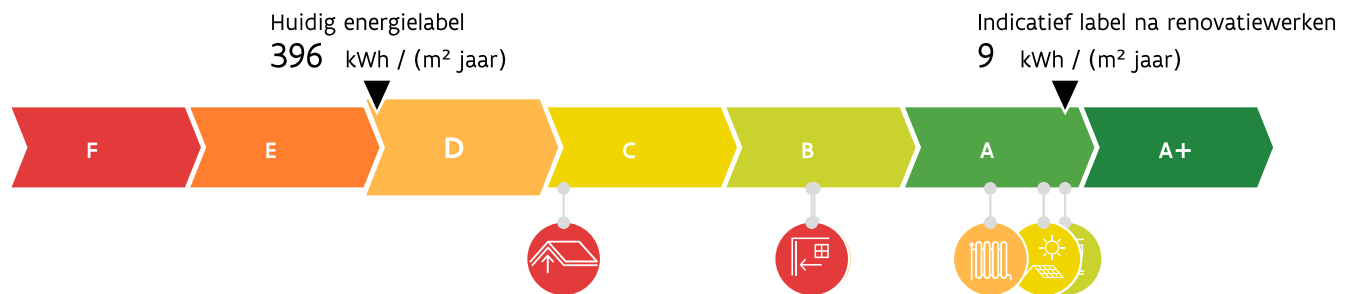 Huidig energielabel
396 kWh / (m² jaar)
Indicatief label na renovatiewerken
9 kWh / (m² jaar)
F E D C B A A+